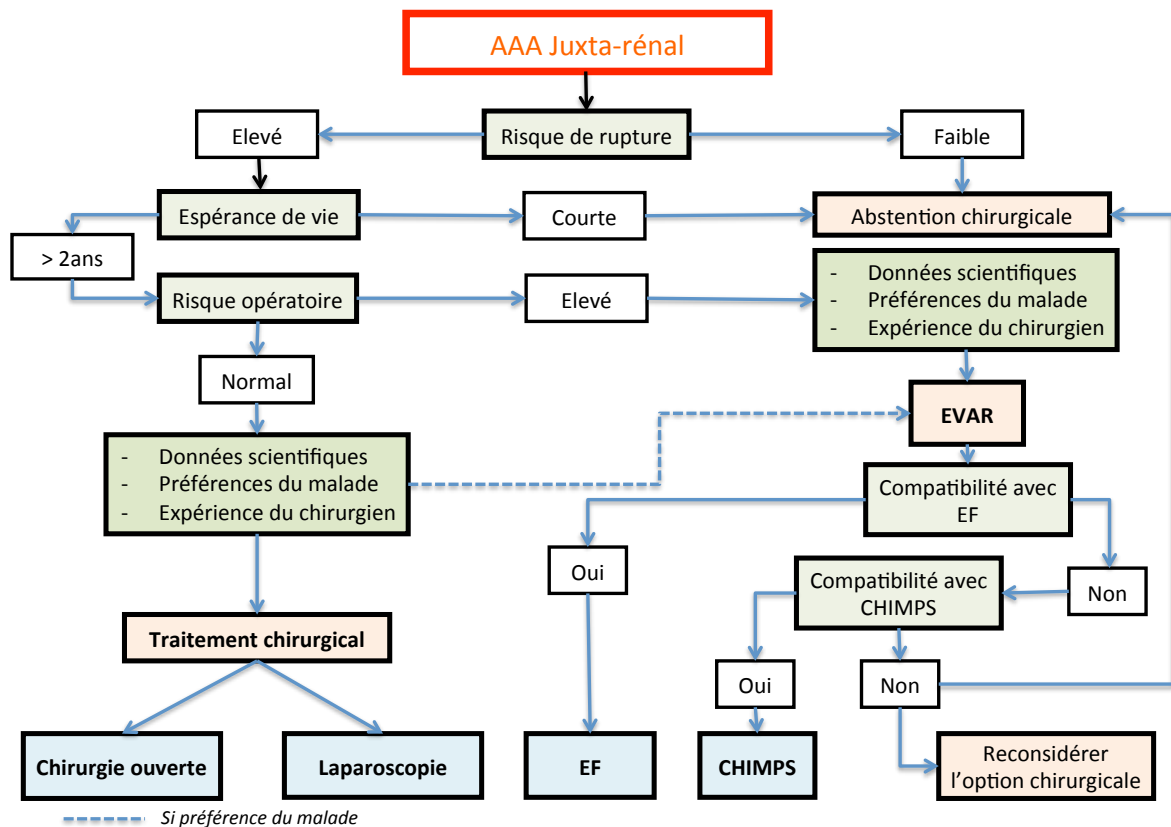 AAA Juxta-rénal
Elevé
Risque de rupture
Faible
Espérance de vie
Courte
Abstention chirurgicale
> 2ans
Risque opératoire
Elevé
- Données scientifiques
- Préférences du malade
- Expérience du chirurgien
Normal
EVAR
- Données scientifiques
- Préférences du malade
- Expérience du chirurgien
Compatibilité avec
EF
Oui
Compatibilité avec
CHIMPS
Non
Traitement chirurgical
Oui
Non
Chirurgie ouverte
Laparoscopie
EF
CHIMPS
Reconsidérer
l'option chirurgicale
Si préférence du malade